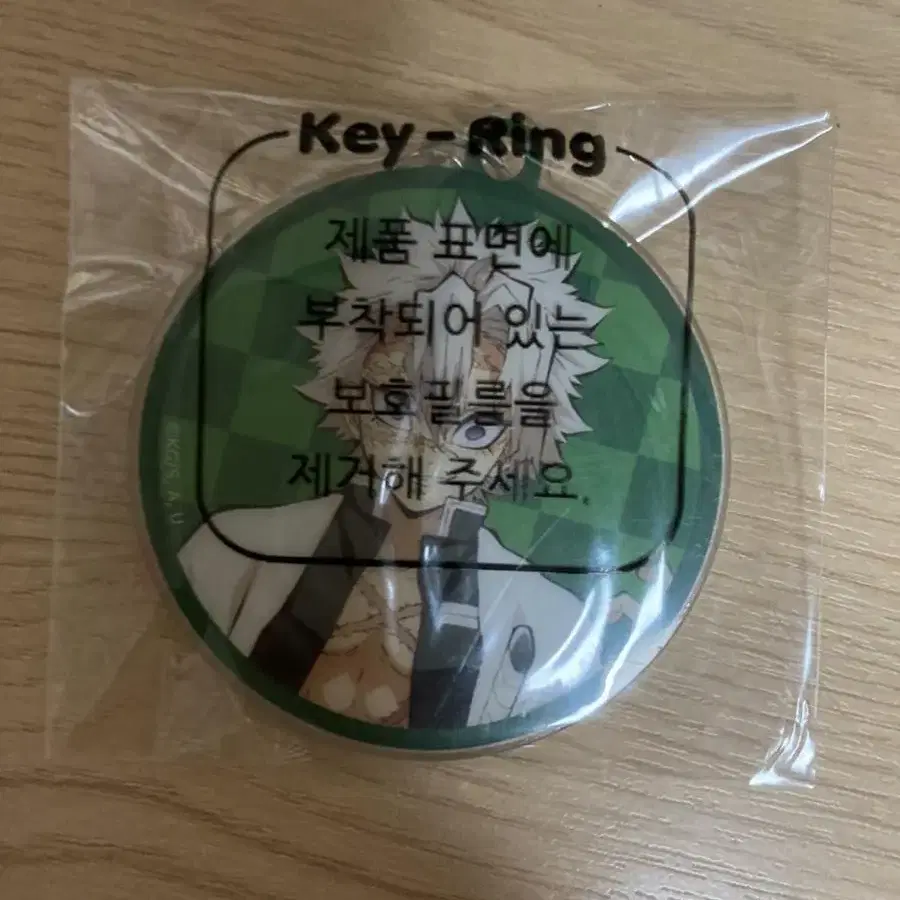 Key-Ring
제품 표면에
부착되어 있는
보호필름을
제거해 주세요.
©KG/S, A, U